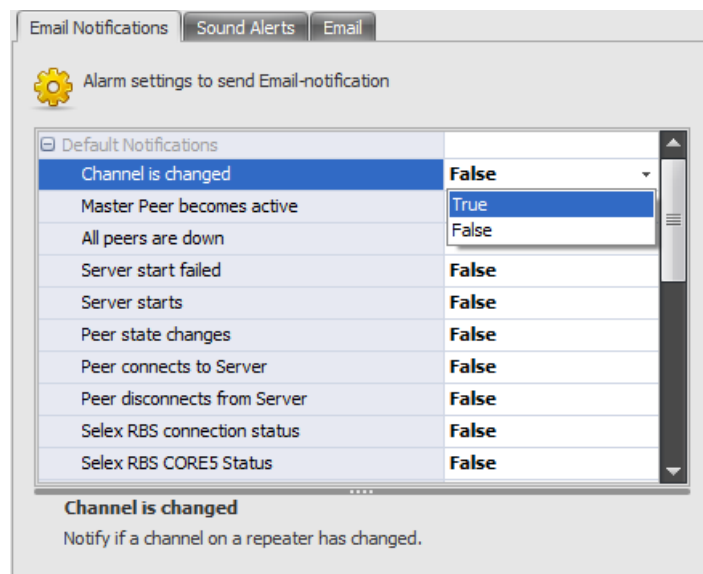 Email Notifications Sound Alerts Email
Alarm settings to send Email-notification
Default Notifications
Channel is changed False
Master Peer becomes active True
All peers are down False
Server start failed False
Server starts False
Peer state changes False
Peer connects to Server False
Peer disconnects from Server False
Selex RBS connection status False
Selex RBS CORE5 Status False
Channel is changed
Notify if a channel on a repeater has changed.